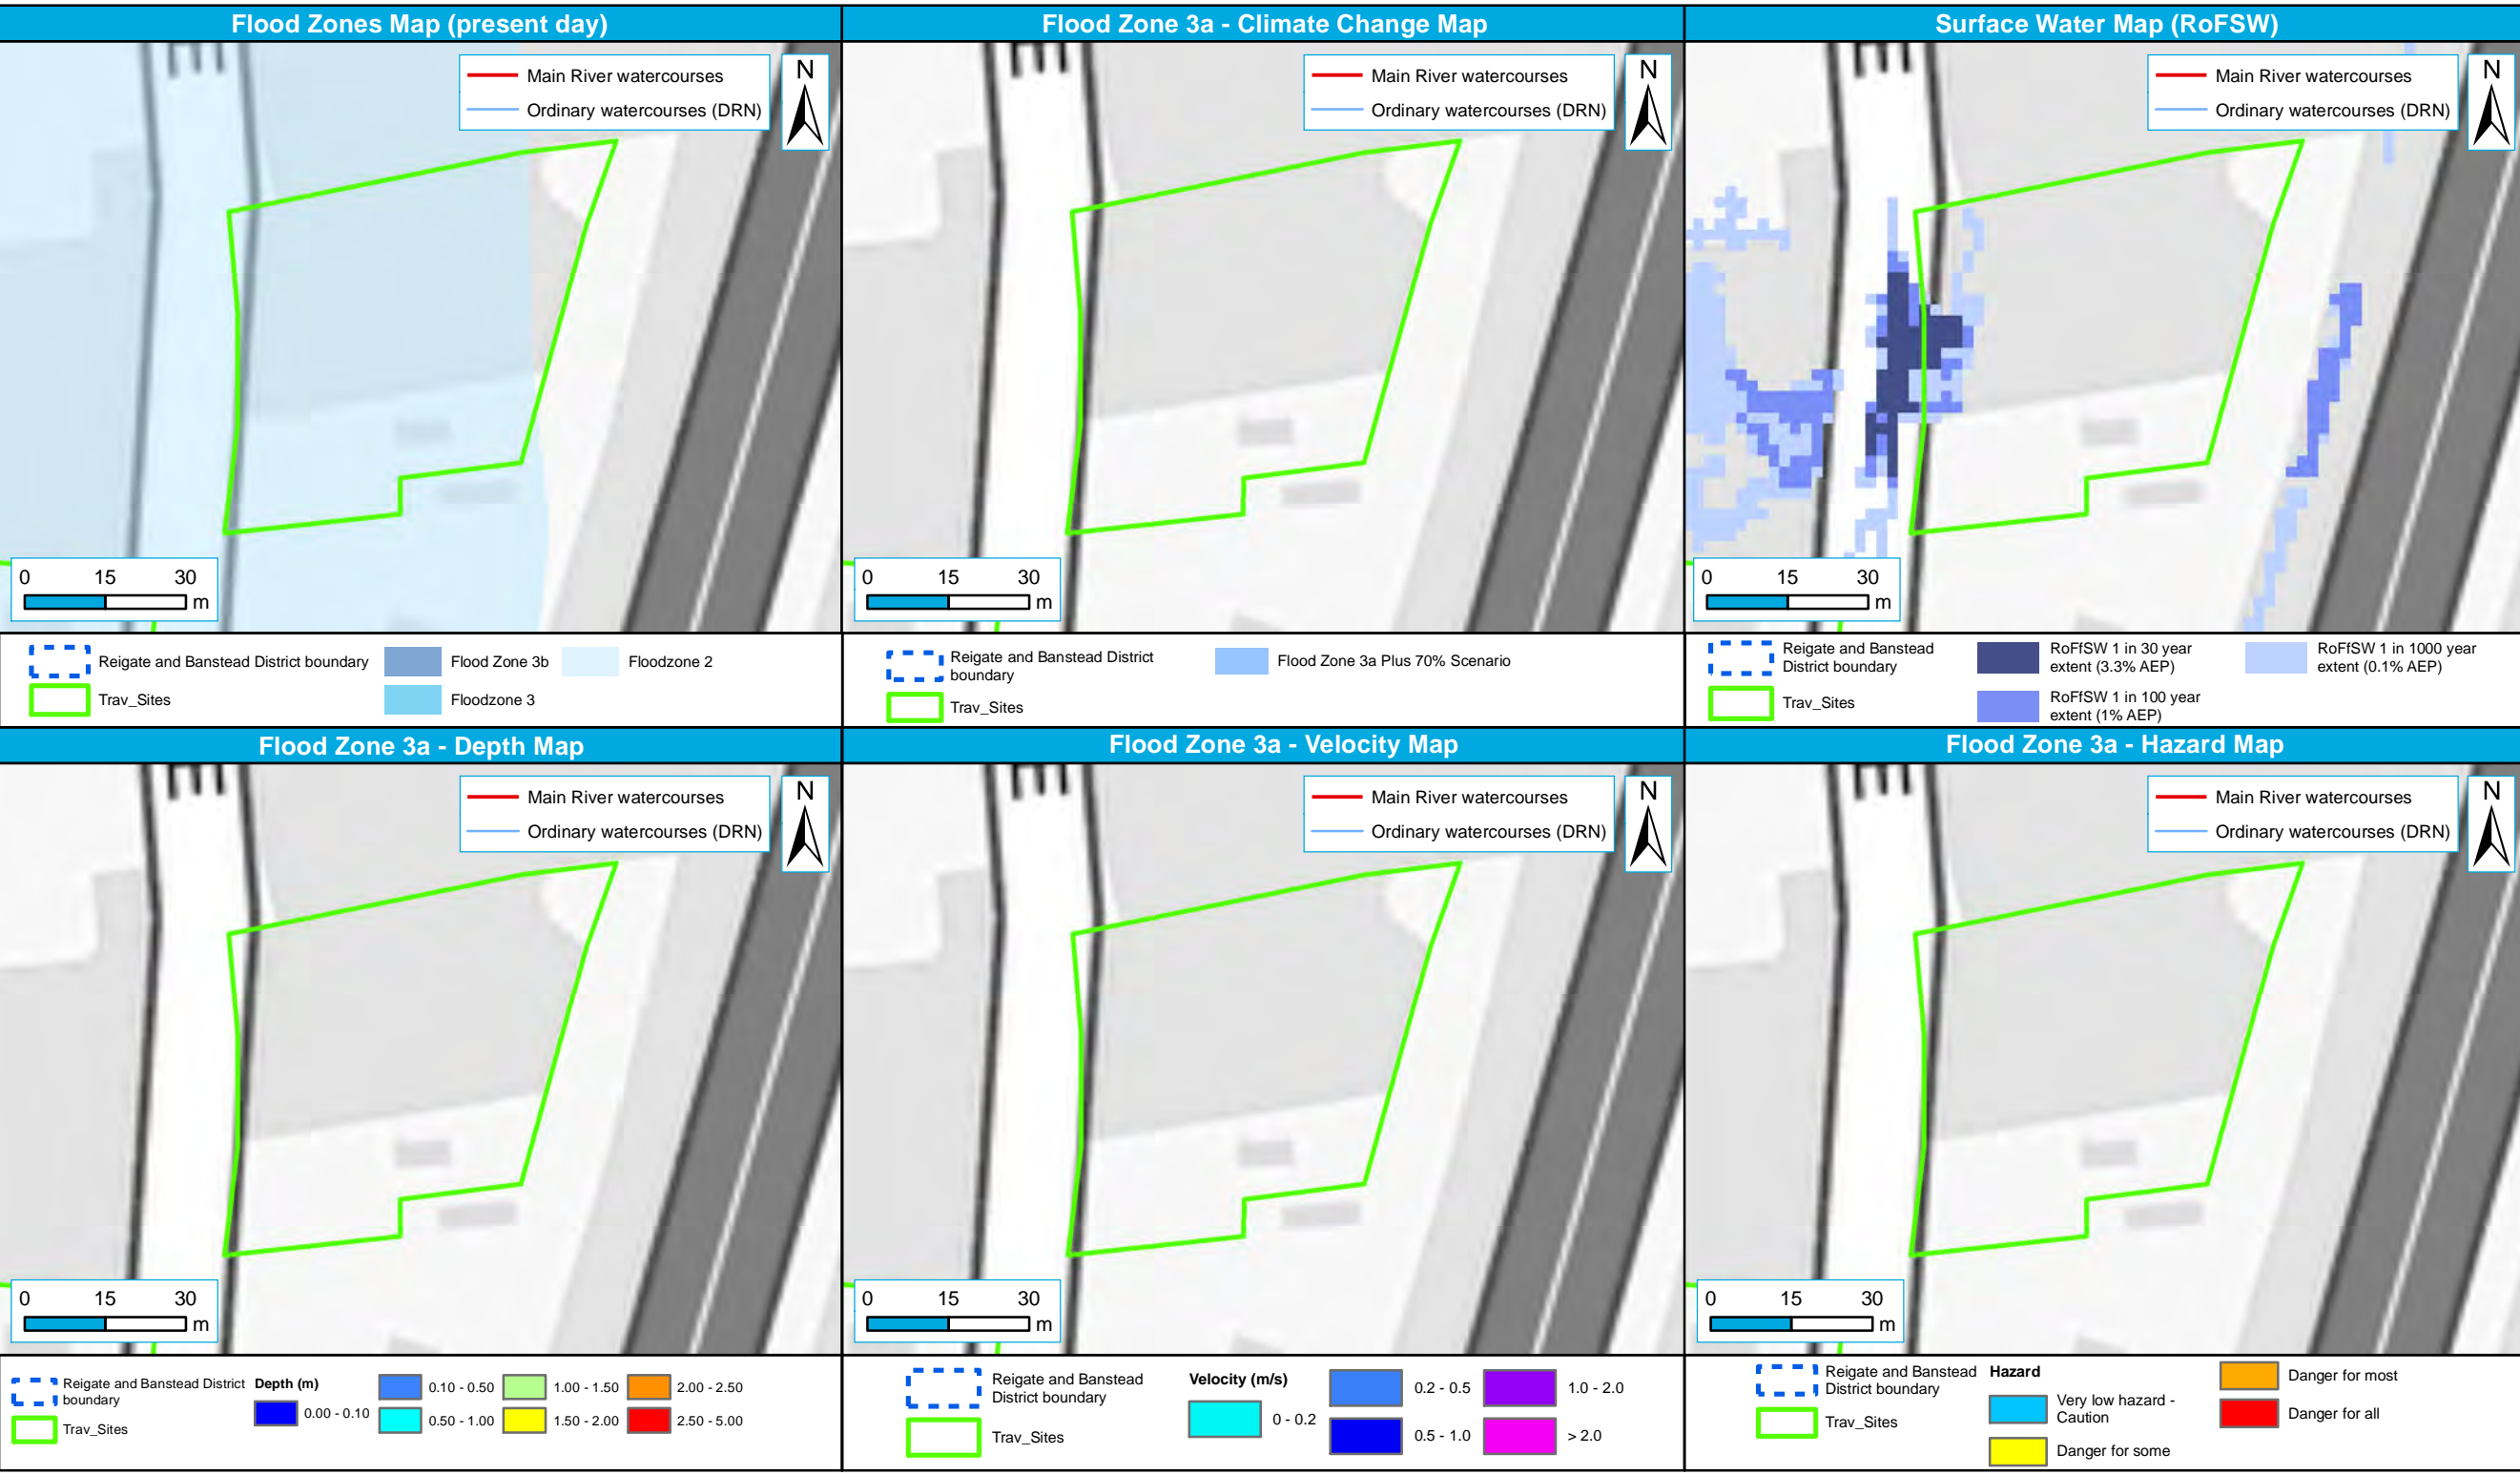 Flood Zones Map (present day)
Main River watercourses
Ordinary watercourses (DRN)
N
0 15 30
m
Reigate and Banstead District boundary
Trav_Sites
Flood Zone 3b
Floodzone 3
Floodzone 2
Flood Zone 3a - Climate Change Map
Main River watercourses
Ordinary watercourses (DRN)
N
0 15 30
m
Reigate and Banstead District
boundary
Trav_Sites
Flood Zone 3a Plus 70% Scenario
Surface Water Map (RoFSW)
Main River watercourses
Ordinary watercourses (DRN)
N
0 15 30
m
Reigate and Banstead
District boundary
Trav_Sites
RoFfSW 1 in 30 year
extent (3.3% AEP)
RoFfSW 1 in 100 year
extent (1% AEP)
RoFfSW 1 in 1000 year
extent (0.1% AEP)
Flood Zone 3a - Depth Map
Main River watercourses
Ordinary watercourses (DRN)
N
0 15 30
m
Reigate and Banstead District
boundary
Trav_Sites
Depth (m)
0.00 - 0.10
0.10 - 0.50
0.50 - 1.00
1.00 - 1.50
1.50 - 2.00
2.00 - 2.50
2.50 - 5.00
Flood Zone 3a - Velocity Map
Main River watercourses
Ordinary watercourses (DRN)
N
0 15 30
m
Reigate and Banstead
District boundary
Trav_Sites
Velocity (m/s)
0 - 0.2
0.2 - 0.5
0.5 - 1.0
1.0 - 2.0
> 2.0
Flood Zone 3a - Hazard Map
Main River watercourses
Ordinary watercourses (DRN)
N
0 15 30
m
Reigate and Banstead
District boundary
Trav_Sites
Hazard
Very low hazard -
Caution
Danger for some
Danger for most
Danger for all